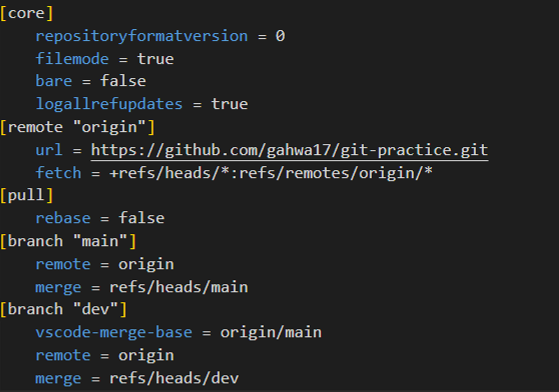 [core]
repositoryformatversion = 0
filemode = true
bare = false
logallrefupdates = true
[remote "origin"]
url = https://github.com/gahwa17/git-practice.git
fetch = +refs/heads/*:refs/remotes/origin/*
[pull]
rebase = false
[branch "main"]
remote = origin
merge = refs/heads/main
[branch "dev"]
vscode-merge-base = origin/main
remote = origin
merge = refs/heads/dev